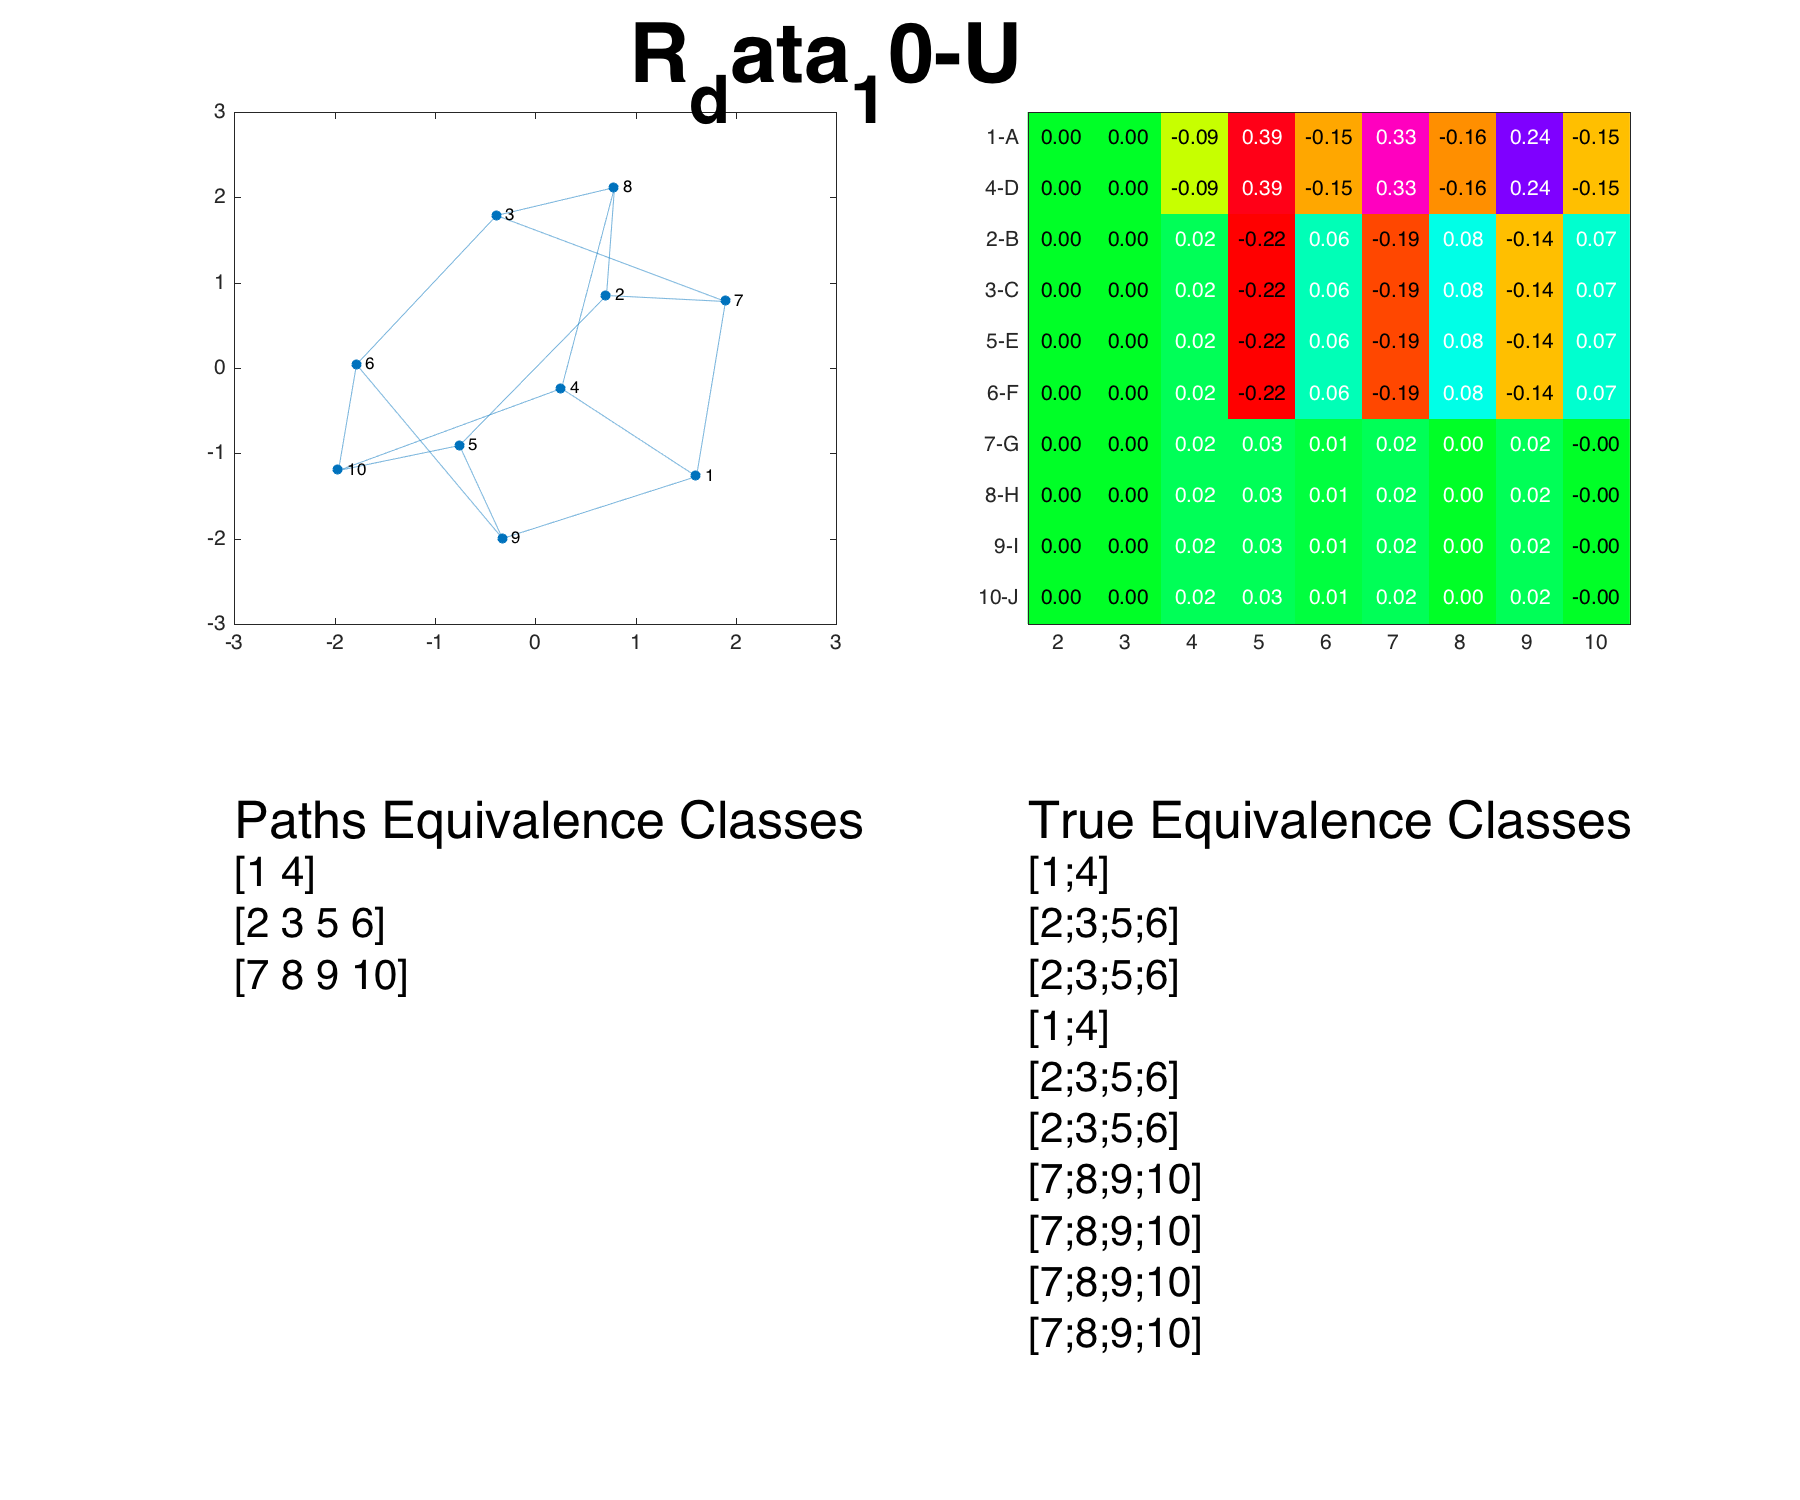 Rdata10-U
3
2
1
0
-1
-2
-3
-3 -2 -1 0 1 2 3
8
3
2
7
6
4
5
10
1
9
1-A 0.00 0.00 -0.09 0.39 -0.15 0.33 -0.16 0.24 -0.15
4-D 0.00 0.00 -0.09 0.39 -0.15 0.33 -0.16 0.24 -0.15
2-B 0.00 0.00 0.02 -0.22 0.06 -0.19 0.08 -0.14 0.07
3-C 0.00 0.00 0.02 -0.22 0.06 -0.19 0.08 -0.14 0.07
5-E 0.00 0.00 0.02 -0.22 0.06 -0.19 0.08 -0.14 0.07
6-F 0.00 0.00 0.02 -0.22 0.06 -0.19 0.08 -0.14 0.07
7-G 0.00 0.00 0.02 0.03 0.01 0.02 0.00 0.02 -0.00
8-H 0.00 0.00 0.02 0.03 0.01 0.02 0.00 0.02 -0.00
9-I 0.00 0.00 0.02 0.03 0.01 0.02 0.00 0.02 -0.00
10-J 0.00 0.00 0.02 0.03 0.01 0.02 0.00 0.02 -0.00
2 3 4 5 6 7 8 9 10
Paths Equivalence Classes
[1 4]
[2 3 5 6]
[7 8 9 10]
True Equivalence Classes
[1;4]
[2;3;5;6]
[2;3;5;6]
[1;4]
[2;3;5;6]
[2;3;5;6]
[7;8;9;10]
[7;8;9;10]
[7;8;9;10]
[7;8;9;10]